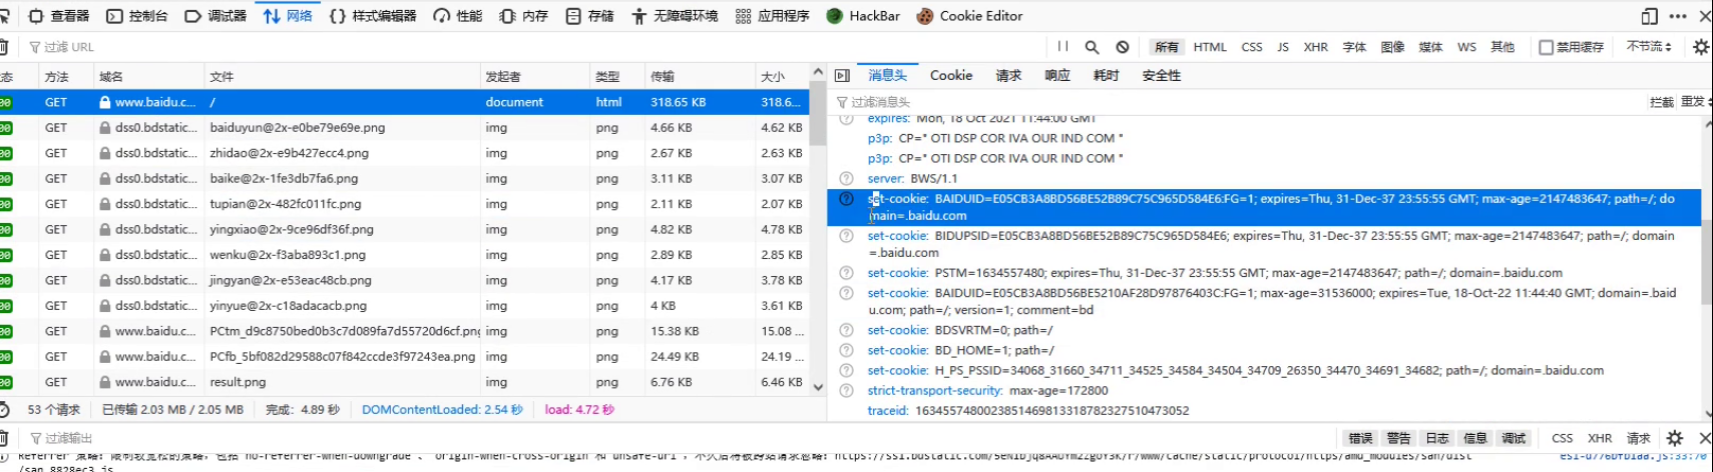 查看器 控制台 调试器 网络 {} 样式编辑器 性能 内存 存储 无障碍环境 应用程序 HackBar Cookie Editor
过滤 URL 所有 HTML CSS JS XHR 字体 图像 媒体 WS 其他 禁用缓存 不节流
态 方法 域名 文件 发起者 类型 传输 大小
消息头 Cookie 请求 响应 耗时 安全性
过滤消息头 拦截 重发
00 GET www.baidu.c... / document html 318.65 KB 318.6...
00 GET dss0.bdstatic... baiduyun@2x-e0be79e69e.png img png 4.66 KB 4.62 KB
00 GET dss0.bdstatic... zhidao@2x-e9b427ecc4.png img png 2.67 KB 2.63 KB
00 GET dss0.bdstatic... baike@2x-1fe3db7fa6.png img png 3.11 KB 3.07 KB
00 GET dss0.bdstatic... tupian@2x-482fc011fc.png img png 2.11 KB 2.07 KB
00 GET dss0.bdstatic... yingxiao@2x-9ce96df36f.png img png 4.82 KB 4.78 KB
00 GET dss0.bdstatic... wenku@2x-f3aba893c1.png img png 2.89 KB 2.85 KB
00 GET dss0.bdstatic... jingyan@2x-e53eac48cb.png img png 4.17 KB 3.78 KB
00 GET dss0.bdstatic... yinyue@2x-c18adacacb.png img png 4 KB 3.61 KB
00 GET www.baidu.c... PCtm_d9c8750bed0b3c7d089fa7d55720d6cf.png img png 15.38 KB 15.08 ...
00 GET www.baidu.c... PCfb_5bf082d29588c07f842ccde3f97243ea.png img png 24.49 KB 24.19 ...
00 GET www.baidu.c... result.png img png 6.76 KB 6.46 KB
expires: Mon, 18 Oct 2021 11:44:00 GMT
p3p: CP=" OTI DSP COR IVA OUR IND COM "
p3p: CP=" OTI DSP COR IVA OUR IND COM "
server: BWS/1.1
set-cookie: BAIDUID=E05CB3A8BD56BE52B89C75C965D584E6:FG=1; expires=Thu, 31-Dec-37 23:55:55 GMT; max-age=2147483647; path=/; do
main=.baidu.com
set-cookie: BIDUPSID=E05CB3A8BD56BE52B89C75C965D584E6; expires=Thu, 31-Dec-37 23:55:55 GMT; max-age=2147483647; path=/; domain
=.baidu.com
set-cookie: PSTM=1634557480; expires=Thu, 31-Dec-37 23:55:55 GMT; max-age=2147483647; path=/; domain=.baidu.com
set-cookie: BAIDUID=E05CB3A8BD56BE5210AF28D97876403C:FG=1; max-age=31536000; expires=Tue, 18-Oct-22 11:44:40 GMT; domain=.baid
u.com; path=/; version=1; comment=bd
set-cookie: BDSVRTM=0; path=/
set-cookie: BD_HOME=1; path=/
set-cookie: H_PS_PSSID=34068_31660_34711_34525_34584_34504_34709_26350_34470_34691_34682; path=/; domain=.baidu.com
strict-transport-security: max-age=172800
traceid: 1634557480023851469813318782327510473052
53 个请求 已传输 2.03 MB / 2.05 MB 完成: 4.89 秒 DOMContentLoaded: 2.54 秒 load: 4.72 秒
过滤输出 错误 警告 日志 信息 调试 CSS XHR 请求